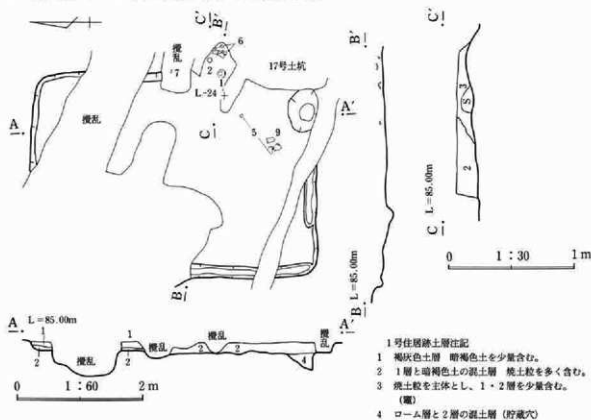 C'
B'
6
撹乱
7
2
1
L-24
17号土坑
A
A'
撹乱
C
5
9
B
B'
L=85.00m
B
C'
3
S
2
L=85.00m
C
0 1:30 1m
A L=85.00m
A'
1
2
撹乱
1
2
撹乱
撹乱
2
2
4
撹乱
0 1:60 2m
1号住居跡土層注記
1 褐灰色土層 暗褐色土を少量含む。
2 1層と暗褐色土の混土層 焼土粒を多く含む。
3 焼土粒を主体とし、1・2層を少量含む。
(竈)
4 ローム層と2層の混土層(貯蔵穴)